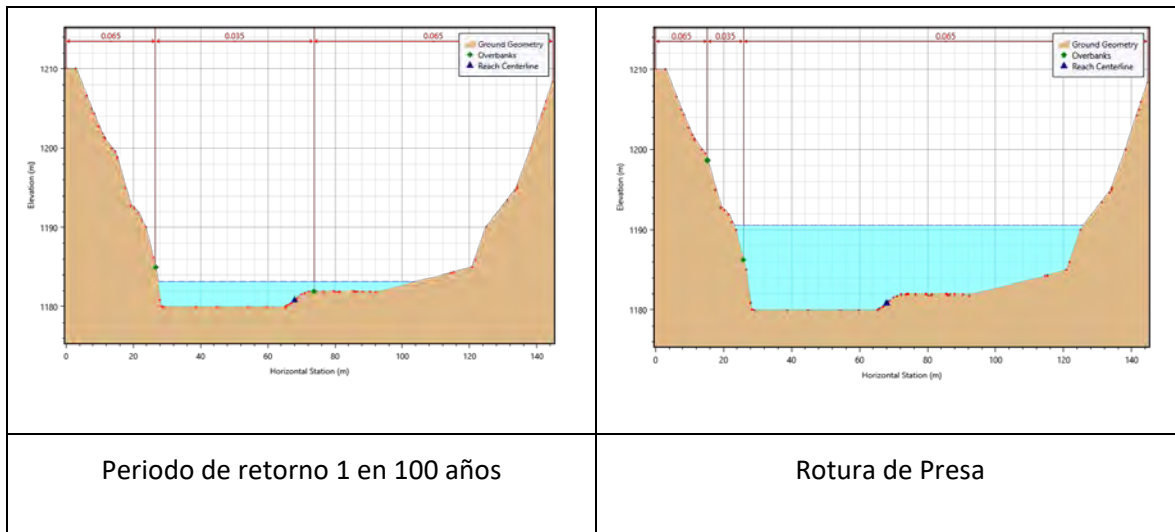 0.065
0.035
0.065
Ground Geometry
Overbanks
Reach Centerline
1210
1200
1190
1180
Elevation (m)
0
20
40
60
80
100
120
140
Horizontal Station (m)
0.065
0.035
0.065
Ground Geometry
Overbanks
Reach Centerline
1210
1200
1190
1180
Elevation (m)
0
20
40
60
80
100
120
140
Horizontal Station (m)
Periodo de retorno 1 en 100 años
Rotura de Presa